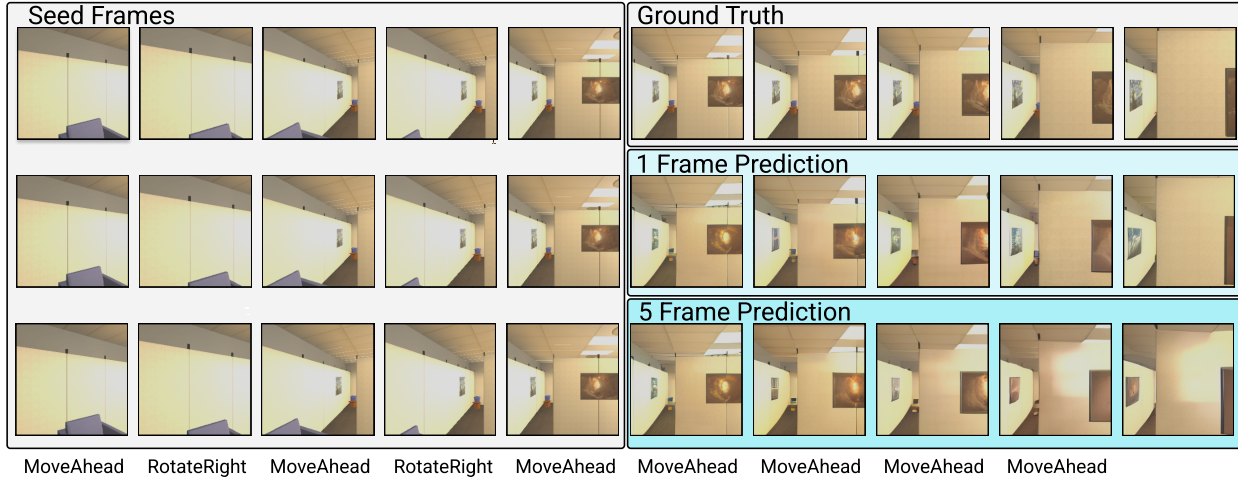 Seed Frames
Ground Truth
1 Frame Prediction
5 Frame Prediction
MoveAhead RotateRight MoveAhead RotateRight MoveAhead MoveAhead MoveAhead MoveAhead MoveAhead